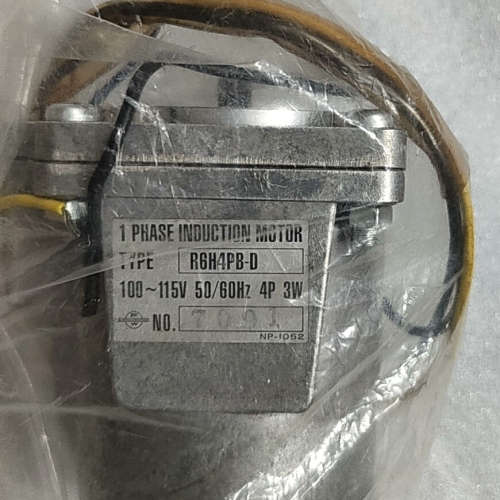 1 PHASE INDUCTION MOTOR
TYPE R6H4PB-D
100~115V 50/60Hz 4P 3W
NO.
NP-1052